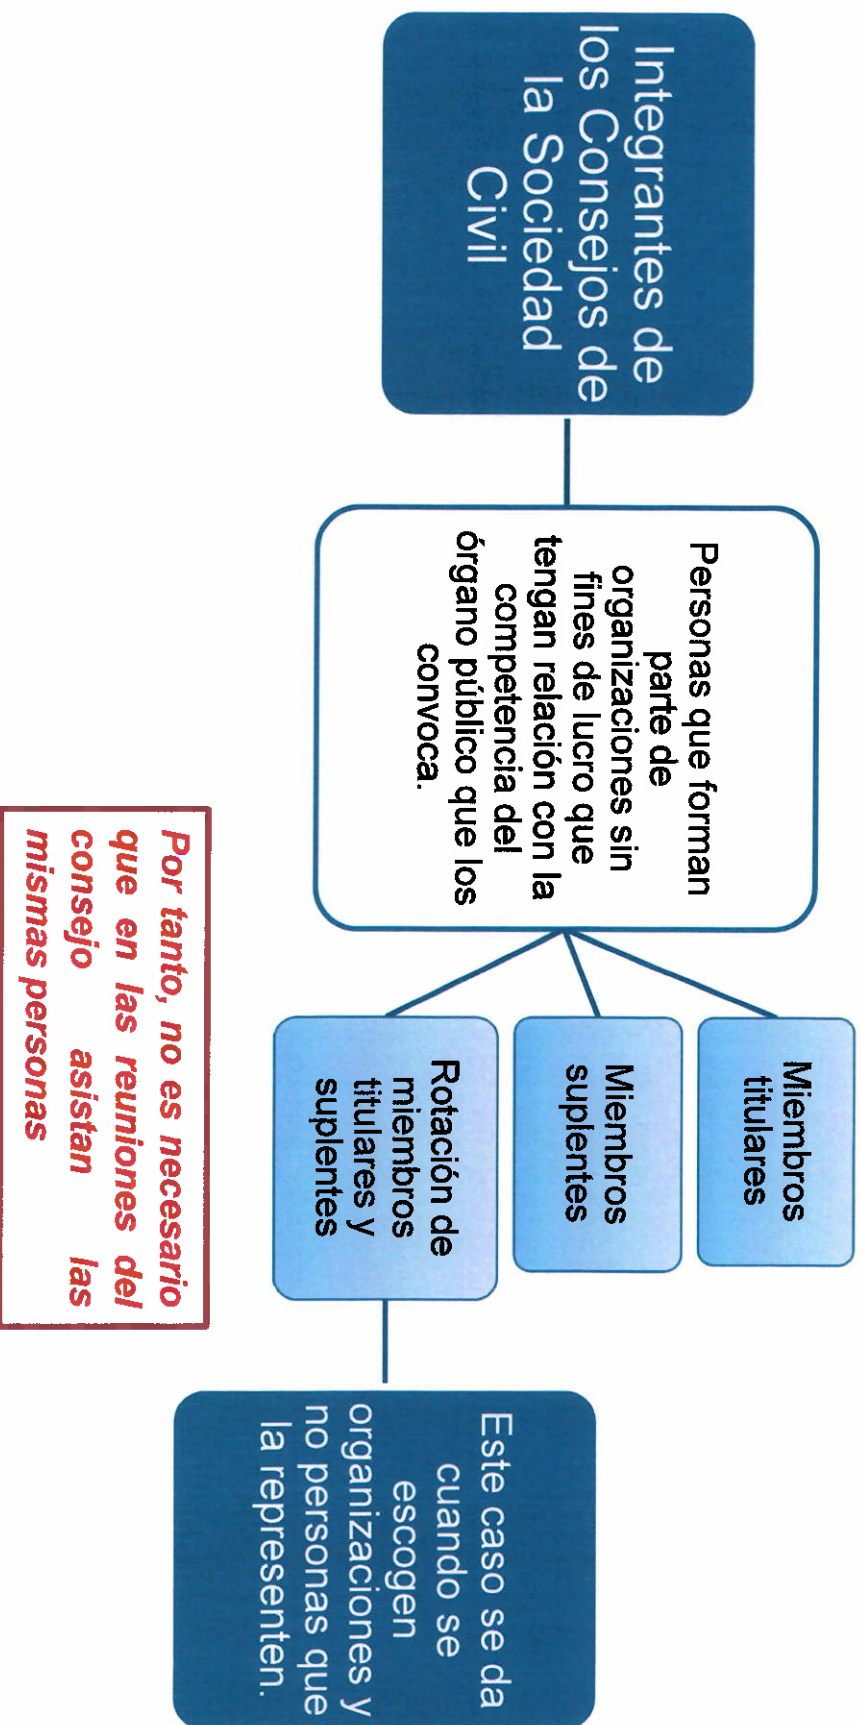 Integrantes de
los Consejos de
la Sociedad
Civil
Personas que forman
parte de
organizaciones sin
fines de lucro que
tengan relación con la
competencia del
órgano público que los
convoca.
Miembros
titulares
Miembros
suplentes
Rotación de
miembros
titulares y
suplentes
Este caso se da
cuando se
escogen
organizaciones y
no personas que
la representen.
Por tanto, no es necesario
que en las reuniones del
consejo asistan las
mismas personas